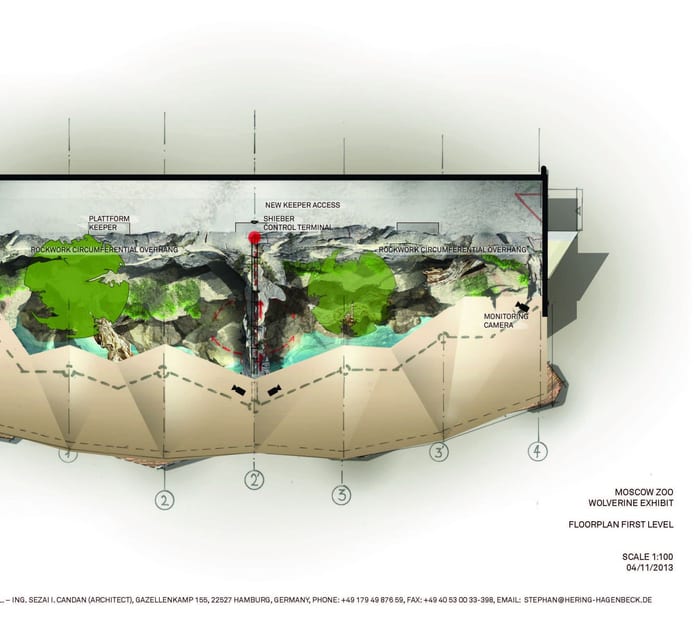 NEW KEEPER ACCESS
PLATTFORM
KEEPER
SHIEBER
CONTROL TERMINAL
ROCKWORK CIRCUMFERENTIAL OVERHANG
ROCKWORK CIRCUMFERENTIAL OVERHANG
MONITORING
CAMERA
1'
2
2'
3
3'
4
MOSCOW ZOO
WOLVERINE EXHIBIT
FLOORPLAN FIRST LEVEL
SCALE 1:100
04/11/2013
L. – ING. SEZAI I. CANDAN (ARCHITECT), GAZELLENKAMP 155, 22527 HAMBURG, GERMANY, PHONE: +49 179 49 876 59, FAX: +49 40 53 00 33-398, EMAIL: STEPHAN@HERING-HAGENBECK.DE